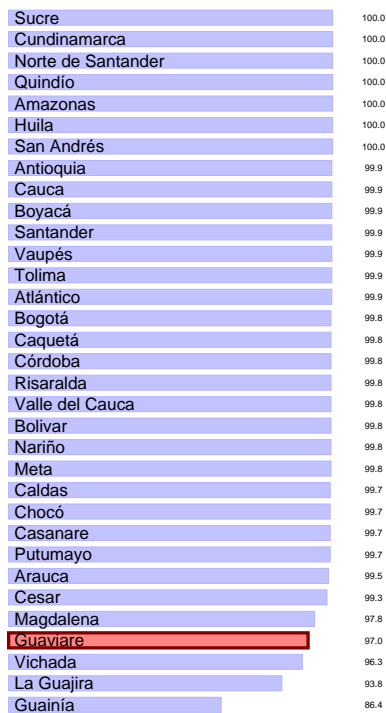 Sucre 100.0
Cundinamarca 100.0
Norte de Santander 100.0
Quindío 100.0
Amazonas 100.0
Huila 100.0
San Andrés 100.0
Antioquia 99.9
Cauca 99.9
Boyacá 99.9
Santander 99.9
Vaupés 99.9
Tolima 99.9
Atlántico 99.9
Bogotá 99.8
Caquetá 99.8
Córdoba 99.8
Risaralda 99.8
Valle del Cauca 99.8
Bolivar 99.8
Nariño 99.8
Meta 99.8
Caldas 99.7
Chocó 99.7
Casanare 99.7
Putumayo 99.7
Arauca 99.5
Cesar 99.3
Magdalena 97.8
Guaviare 97.0
Vichada 96.3
La Guajira 93.8
Guainía 86.4